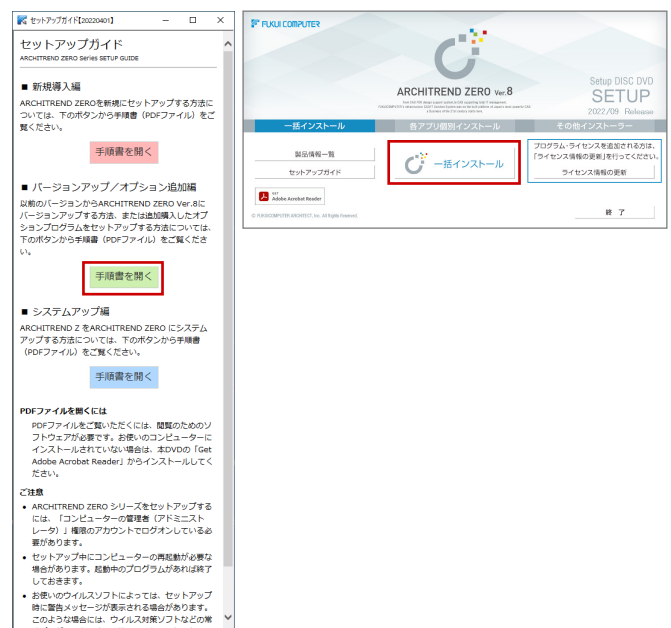 セットアップガイド【20220401】
セットアップガイド
ARCHITREND ZERO Series SETUP GUIDE
■ 新規導入編
ARCHITREND ZEROを新規にセットアップする方法に
ついては、下のボタンから手順書（PDFファイル）をご
覧ください。
手順書を開く
■ バージョンアップ／オプション追加編
以前のバージョンからARCHITREND ZERO Ver.8に
バージョンアップする方法、または追加購入したオプ
ションプログラムをセットアップする方法については、
下のボタンから手順書（PDFファイル）をご覧くださ
い。
手順書を開く
■ システムアップ編
ARCHITREND Z をARCHITREND ZERO にシステム
アップする方法については、下のボタンから手順書
（PDFファイル）をご覧ください。
手順書を開く
PDFファイルを開くには
PDFファイルをご覧いただくには、閲覧のためのソ
フトウェアが必要です。お使いのコンピューターに
インストールされていない場合は、本DVDの「Get
Adobe Acrobat Reader」からインストールしてく
ださい。
ご注意
• ARCHITREND ZERO シリーズをセットアップする
には、「コンピューターの管理者（アドミニスト
レータ）」権限のアカウントでログオンしている必
要があります。
• セットアップ中にコンピューターの再起動が必要な
場合があります。起動中のプログラムがあれば終了
しておきます。
• お使いのウイルスソフトによっては、セットアップ
時に警告メッセージが表示される場合があります。
このような場合には、ウイルス対策ソフトなどの常
FUKUI COMPUTER
ARCHITREND ZERO Ver.8
Setup DISC DVD
SETUP
2022/09 Release
一括インストール
各アプリ個別インストール
その他インストーラー
製品情報一覧
セットアップガイド
一括インストール
プログラム・ライセンスを追加される方は、
「ライセンス情報の更新」を行ってください。
ライセンス情報の更新
GET
Adobe Acrobat Reader
© FUKUICOMPUTER ARCHITECT, Inc. All Rights Reserved.
終 了